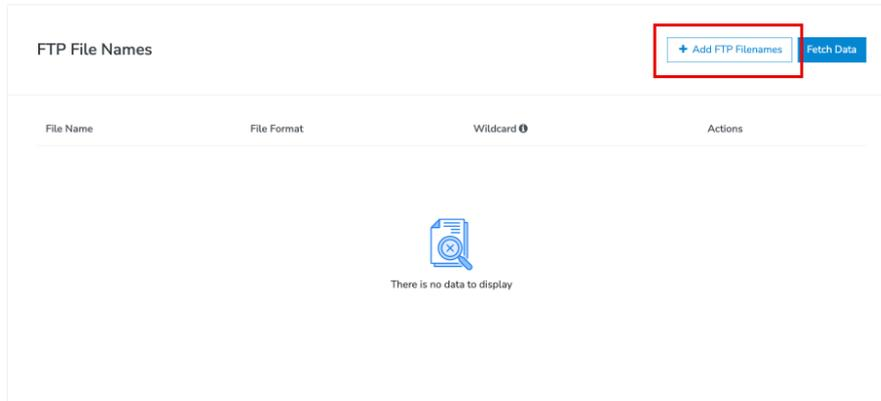 FTP File Names
+ Add FTP Filenames
Fetch Data
File Name File Format Wildcard Actions
There is no data to display